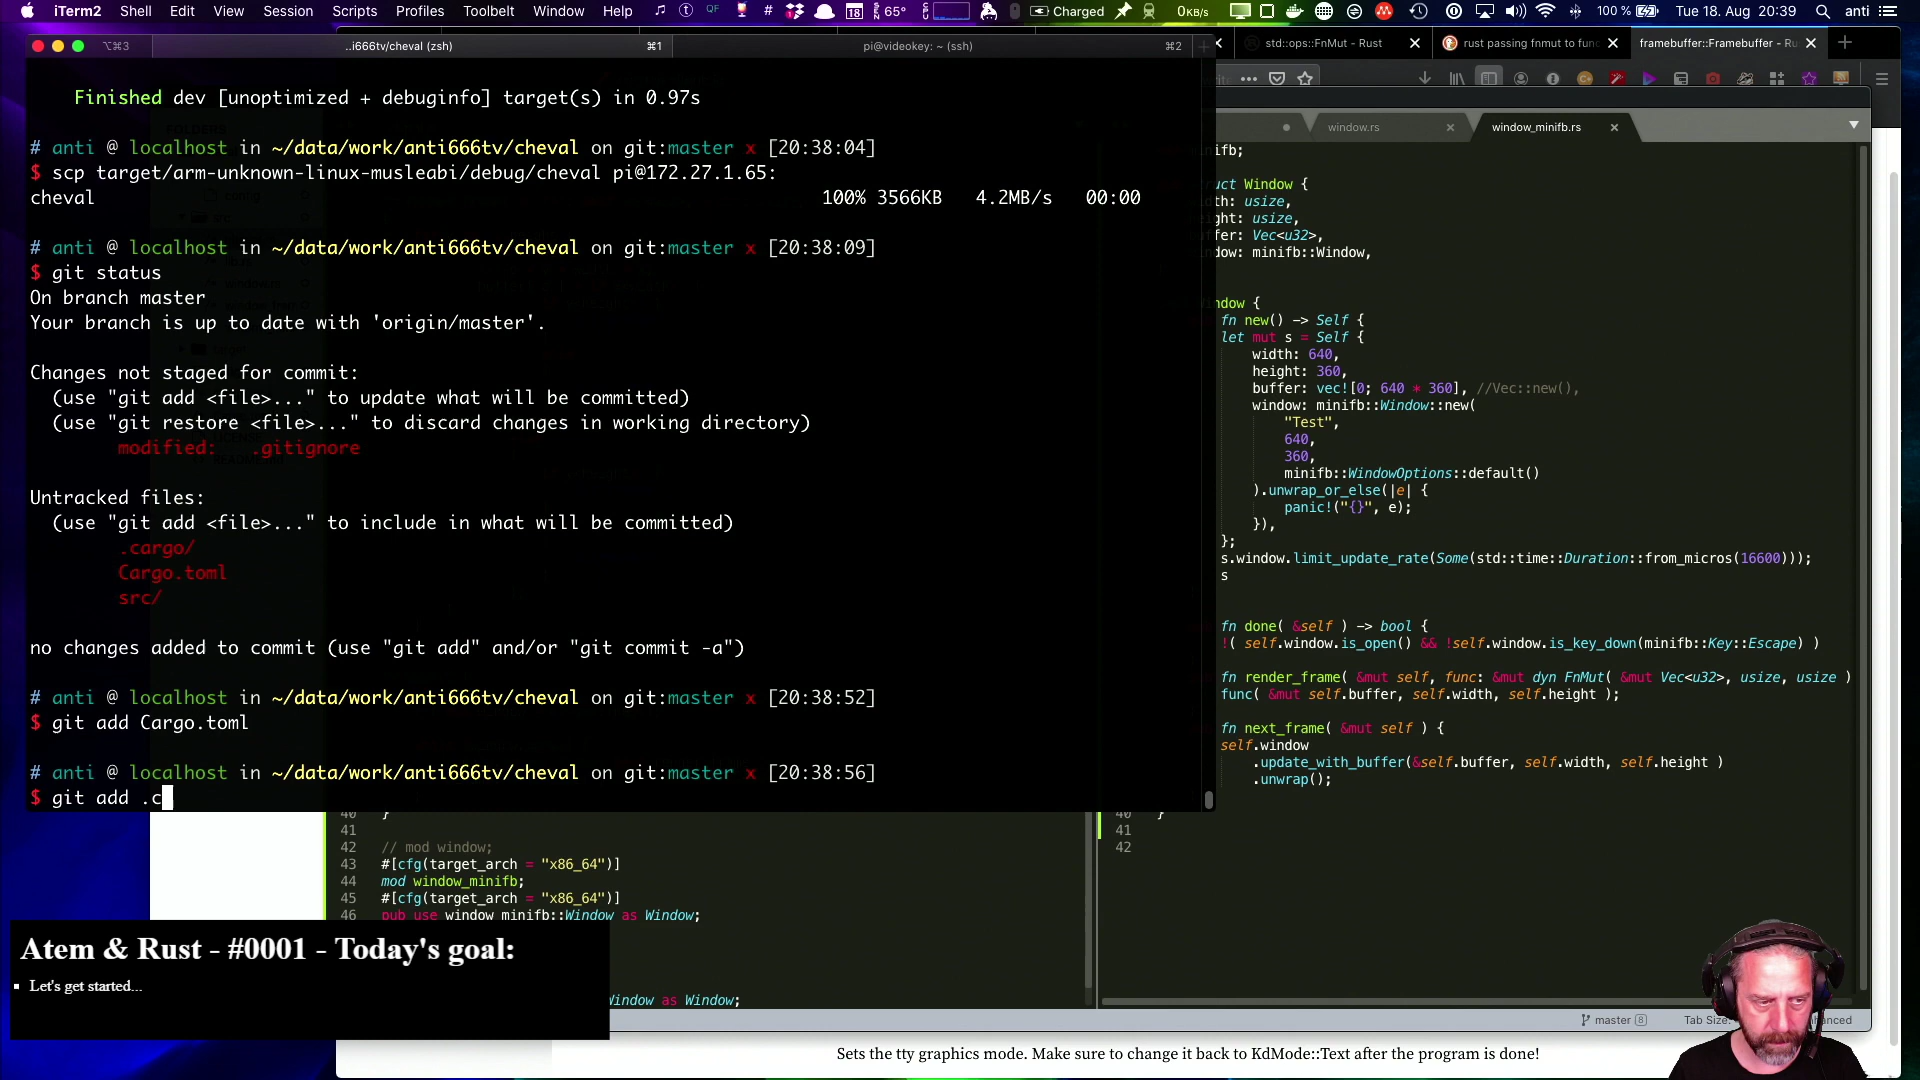 iTerm2 Shell Edit View Session Scripts Profiles Toolbelt Window Help
65° Charged 0KB/s 100 % Tue 18. Aug 20:39 anti
⌥⌘3 ..i666tv/cheval (zsh) ⌘1 pi@videokey: ~ (ssh) ⌘2
std::ops::FnMut - Rust
rust passing fnmut to func
framebuffer::Framebuffer - Ru
Finished dev [unoptimized + debuginfo] target(s) in 0.97s
# anti @ localhost in ~/data/work/anti666tv/cheval on git:master x [20:38:04]
$ scp target/arm-unknown-linux-musleabi/debug/cheval pi@172.27.1.65:
cheval 100% 3566KB 4.2MB/s 00:00
# anti @ localhost in ~/data/work/anti666tv/cheval on git:master x [20:38:09]
$ git status
On branch master
Your branch is up to date with 'origin/master'.
Changes not staged for commit:
(use "git add <file>..." to update what will be committed)
(use "git restore <file>..." to discard changes in working directory)
modified: .gitignore
Untracked files:
(use "git add <file>..." to include in what will be committed)
.cargo/
Cargo.toml
src/
no changes added to commit (use "git add" and/or "git commit -a")
# anti @ localhost in ~/data/work/anti666tv/cheval on git:master x [20:38:52]
$ git add Cargo.toml
# anti @ localhost in ~/data/work/anti666tv/cheval on git:master x [20:38:56]
$ git add .c
window.rs
window_minifb.rs
ifb;
uct Window {
dth: usize,
ight: usize,
ffer: Vec<u32>,
ndow: minifb::Window,
ndow {
fn new() -> Self {
let mut s = Self {
width: 640,
height: 360,
buffer: vec![0; 640 * 360], //Vec::new(),
window: minifb::Window::new(
"Test",
640,
360,
minifb::WindowOptions::default()
).unwrap_or_else(|e| {
panic!("{}", e);
}),
};
s.window.limit_update_rate(Some(std::time::Duration::from_micros(16600)));
s
fn done( &self ) -> bool {
!( self.window.is_open() && !self.window.is_key_down(minifb::Key::Escape) )
fn render_frame( &mut self, func: &mut dyn FnMut( &mut Vec<u32>, usize, usize )
func( &mut self.buffer, self.width, self.height );
fn next_frame( &mut self ) {
self.window
.update_with_buffer(&self.buffer, self.width, self.height )
.unwrap();
40 }
41
42
40 }
41
42 // mod window;
43 #[cfg(target_arch = "x86_64")]
44 mod window_minifb;
45 #[cfg(target_arch = "x86_64")]
46 pub use window_minifb::Window as Window;
Window as Window;
Atem & Rust - #0001 - Today's goal:
Let's get started...
master 8 Tab Size:
Sets the tty graphics mode. Make sure to change it back to KdMode::Text after the program is done!